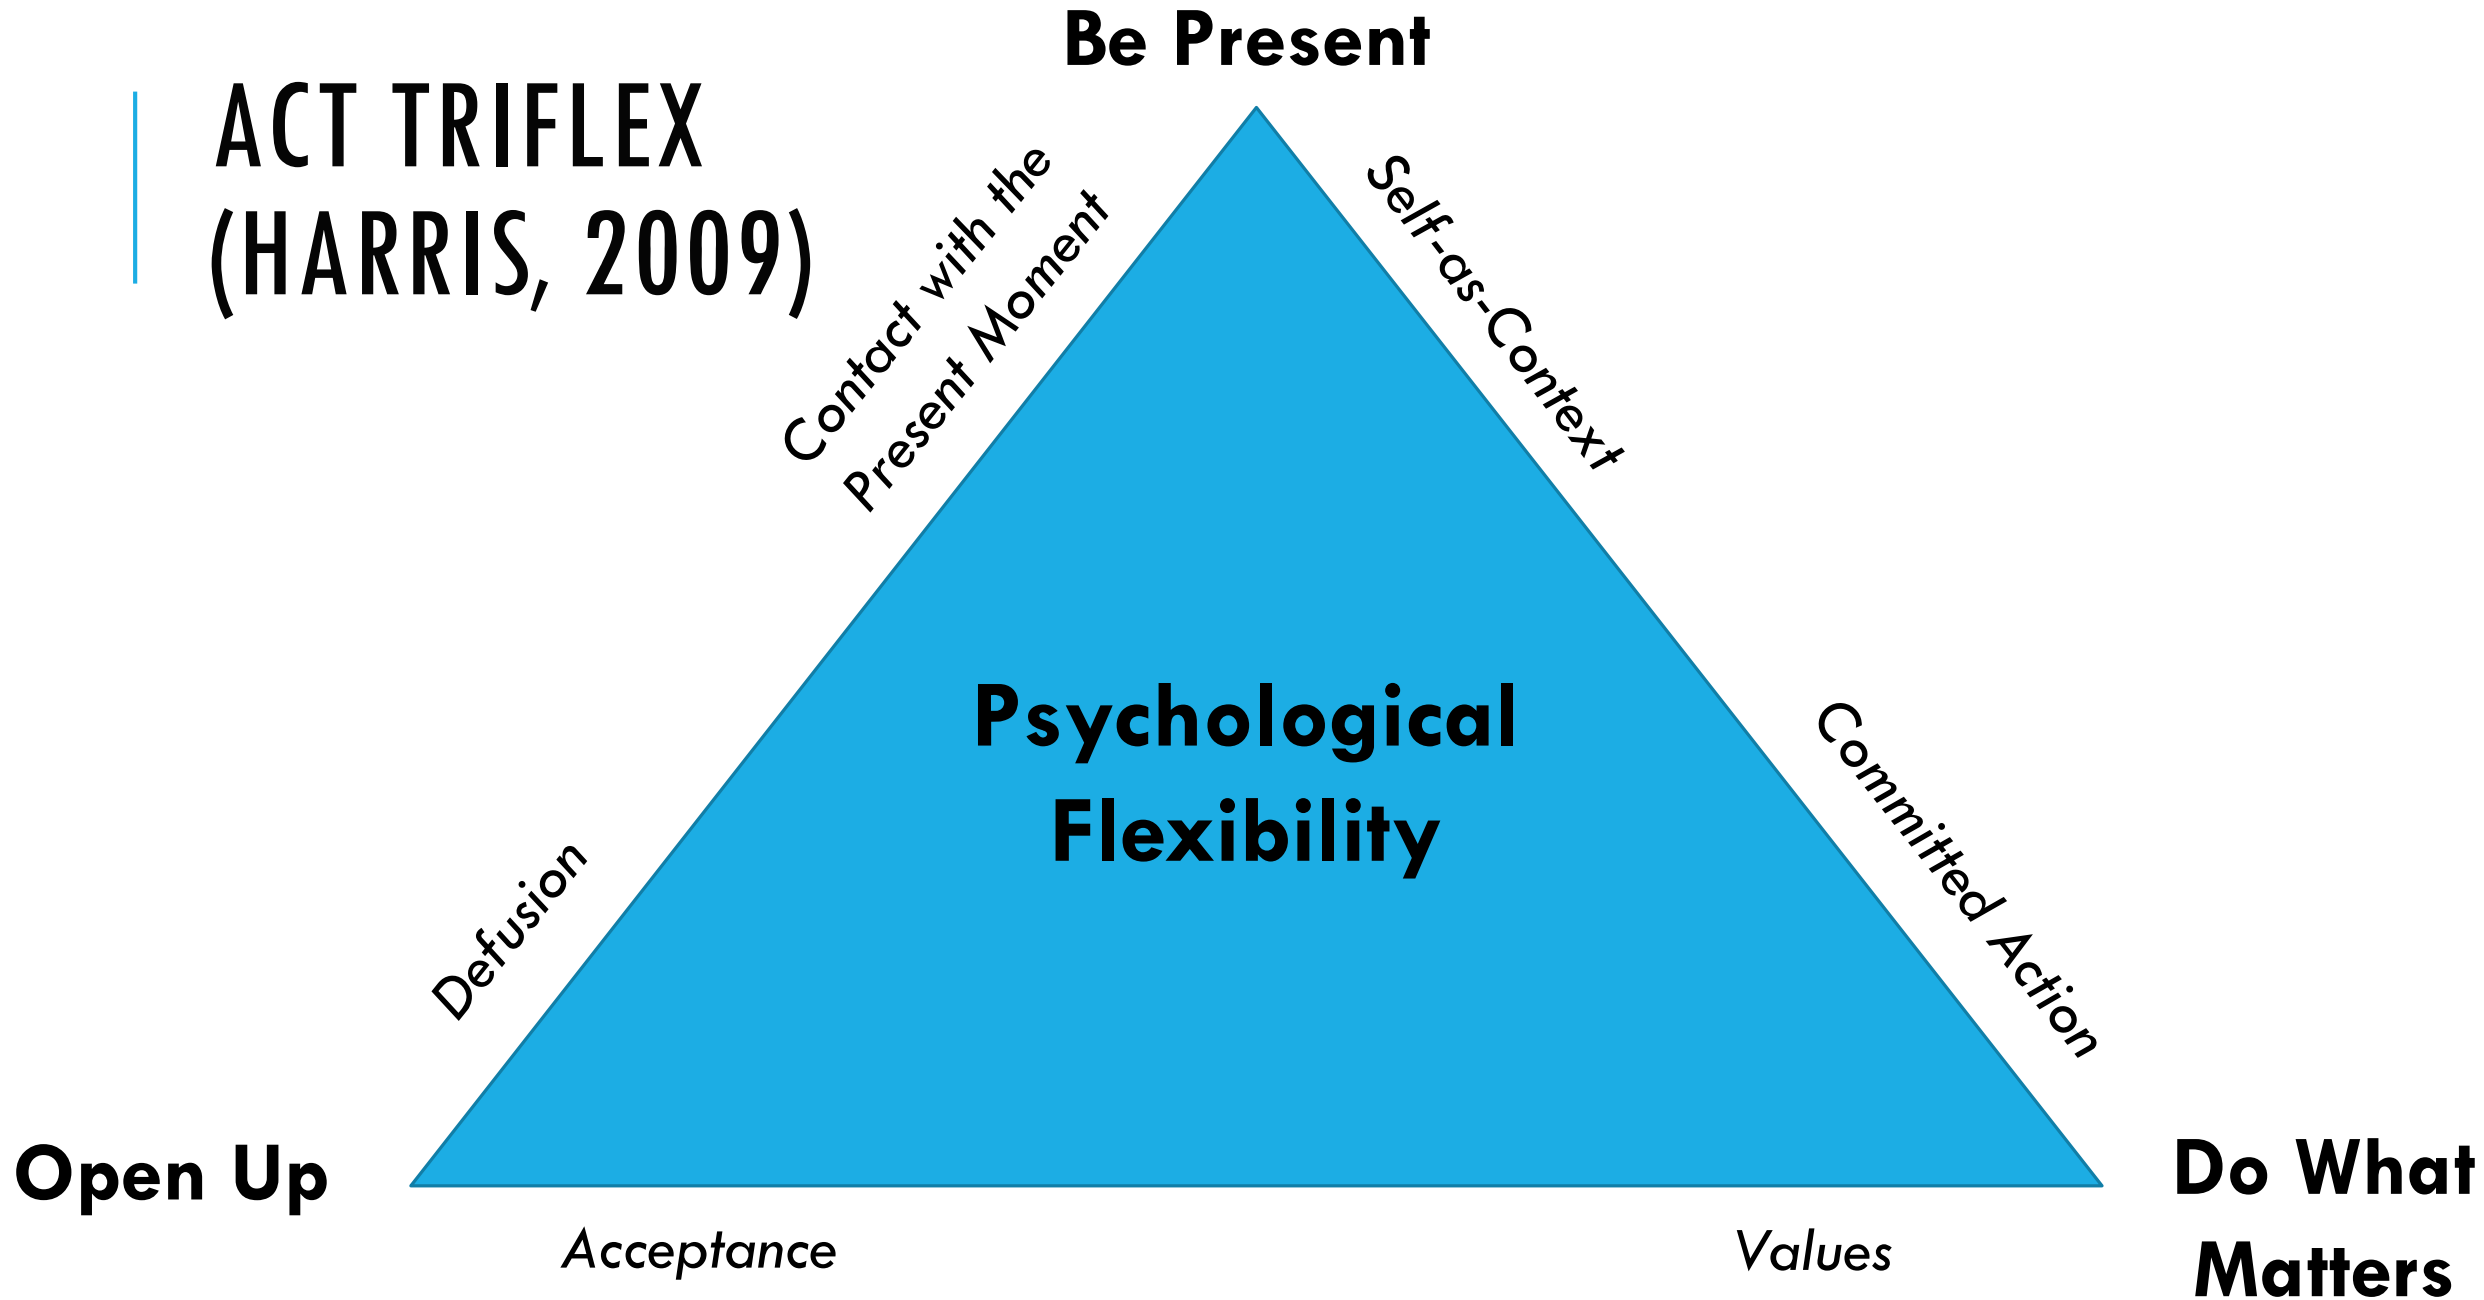 Be Present
ACT TRIFLEX
(HARRIS, 2009)
Contact with the
Present Moment
Self-as-Context
Psychological
Flexibility
Defusion
Committed Action
Open Up
Do What
Matters
Acceptance
Values